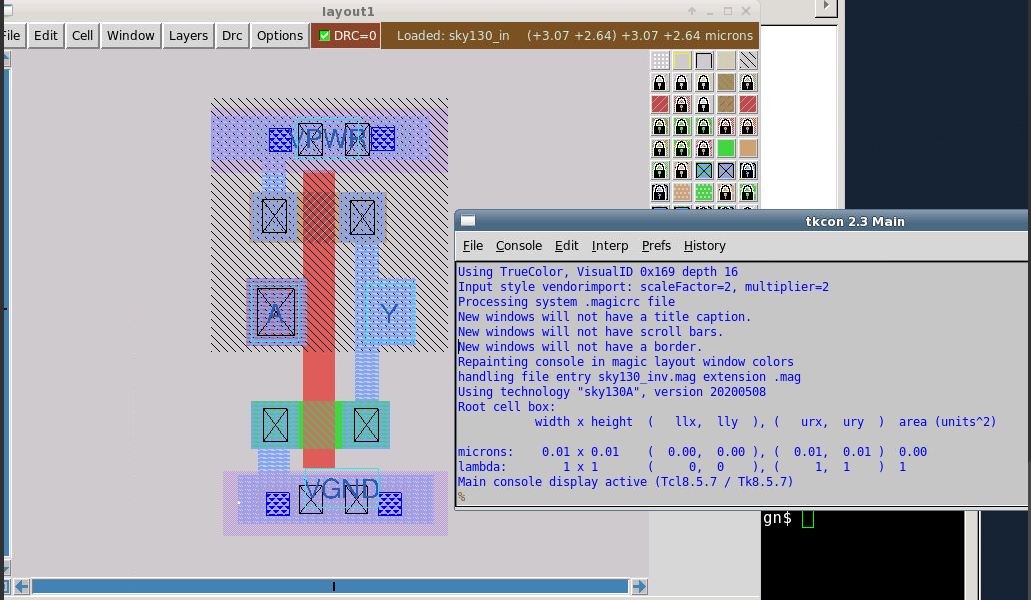 layout1
File Edit Cell Window Layers Drc Options DRC=0 Loaded: sky130_in (+3.07 +2.64) +3.07 +2.64 microns
VPWR
A
Y
VGND
tkcon 2.3 Main
File Console Edit Interp Prefs History
Using TrueColor, VisualID 0x169 depth 16
Input style vendorimport: scaleFactor=2, multiplier=2
Processing system .magicrc file
New windows will not have a title caption.
New windows will not have scroll bars.
New windows will not have a border.
Repainting console in magic layout window colors
handling file entry sky130_inv.mag extension .mag
Using technology "sky130A", version 20200508
Root cell box:
width x height ( llx, lly ), ( urx, ury ) area (units^2)
microns: 0.01 x 0.01 ( 0.00, 0.00 ), ( 0.01, 0.01 ) 0.00
lambda: 1 x 1 ( 0, 0 ), ( 1, 1 ) 1
Main console display active (Tcl8.5.7 / Tk8.5.7)
%
gn$